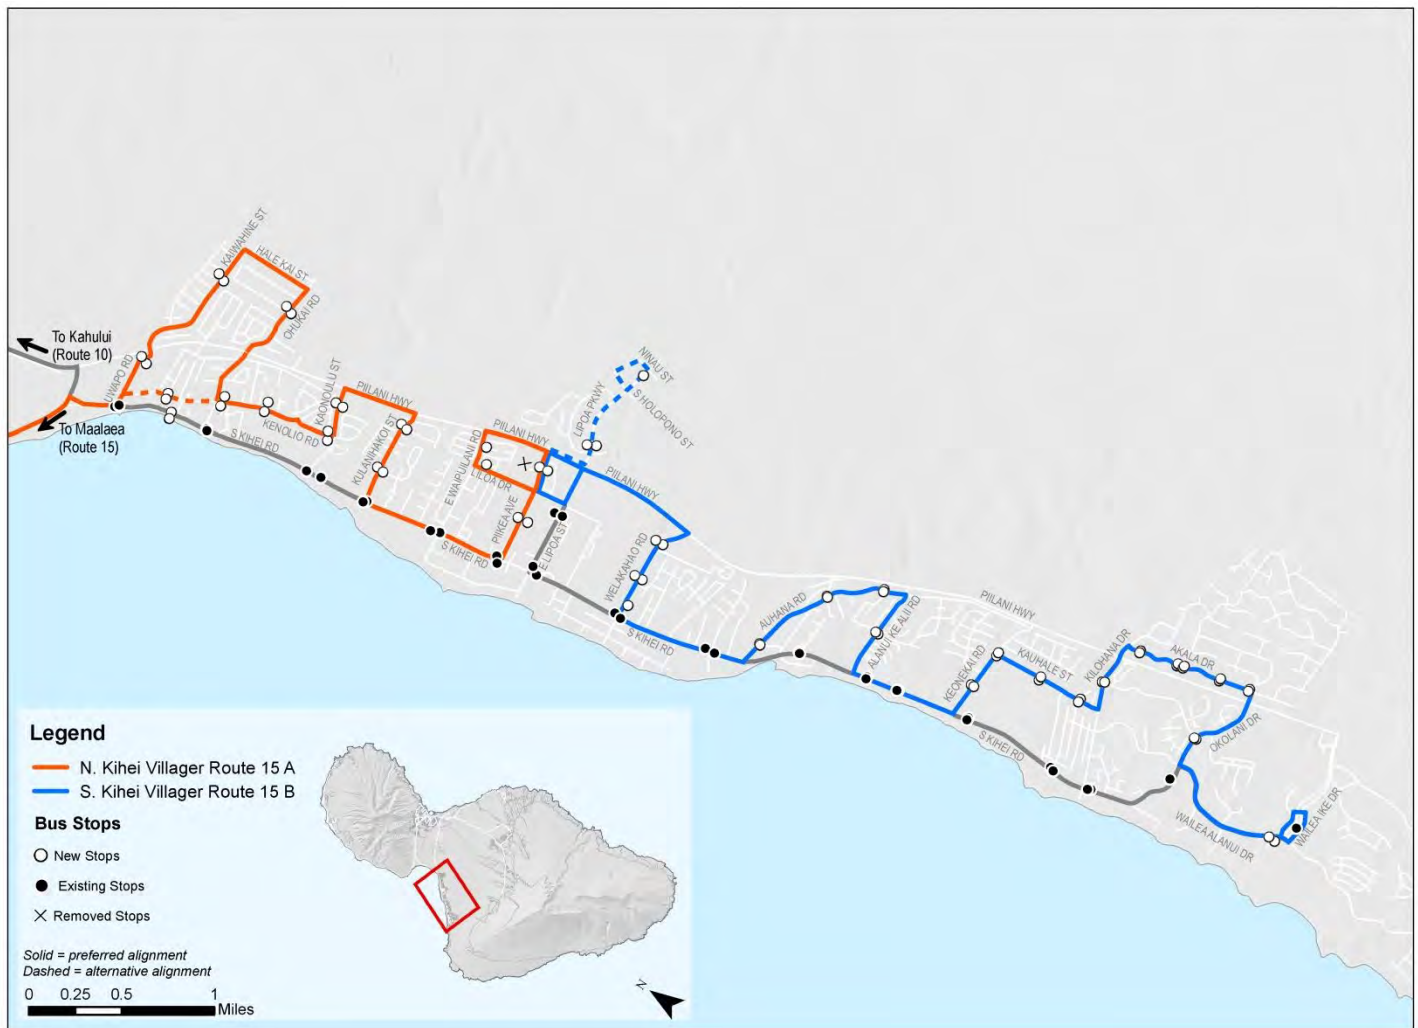 KAIWAHINE ST
HALE KAI ST
OHUKAI RD
To Kahului
(Route 10)
UWAPO RD
To Maalaea
(Route 15)
KENOLIO RD
KAONOULU ST
PIILANI HWY
S KIHEI RD
KULANIHAKOI ST
E WAIPUILANI RD
PIILANI HWY
LILOA DR
PIIKEA AVE
S KIHEI RD
E LIPOA ST
LIPOA PKWY
NINAU ST
S HOLOPONO ST
PIILANI HWY
WELAKAHAO RD
S KIHEI RD
AUHANA RD
ALANUI KE ALII RD
PIILANI HWY
KEONEKAI RD
KAUHALE ST
KILOHANA DR
AKALA DR
S KIHEI RD
OKOLANI DR
WAILEA ALANUI DR
WAILEA IKE DR
Legend
N. Kihei Villager Route 15 A
S. Kihei Villager Route 15 B
Bus Stops
New Stops
Existing Stops
Removed Stops
Solid = preferred alignment
Dashed = alternative alignment
0 0.25 0.5 1
Miles
N